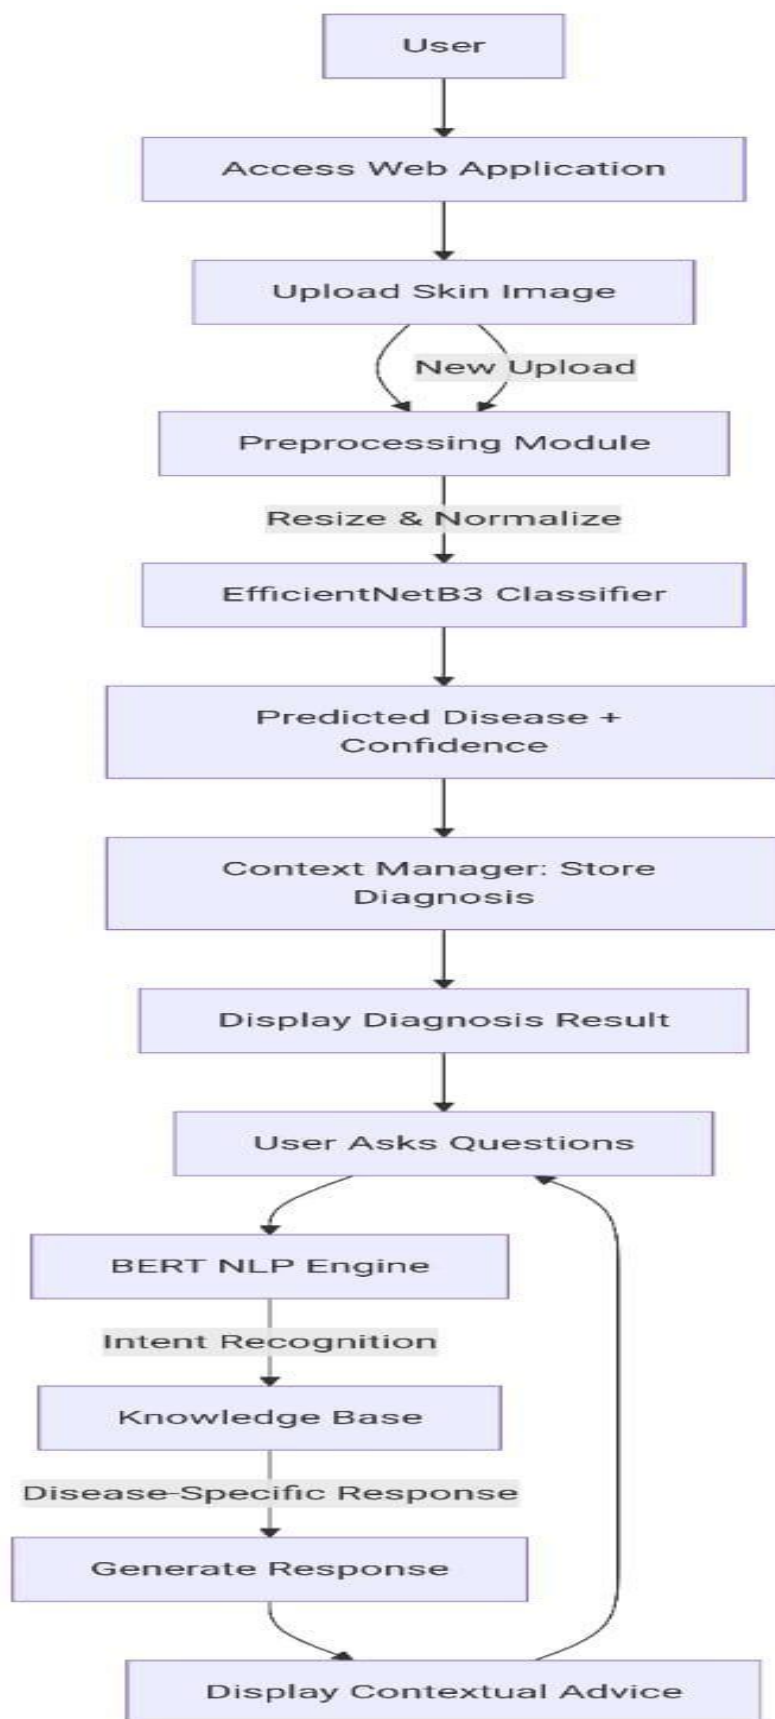 User
Access Web Application
Upload Skin Image
New Upload
Preprocessing Module
Resize & Normalize
EfficientNetB3 Classifier
Predicted Disease +
Confidence
Context Manager: Store
Diagnosis
Display Diagnosis Result
User Asks Questions
BERT NLP Engine
Intent Recognition
Knowledge Base
Disease-Specific Response
Generate Response
Display Contextual Advice